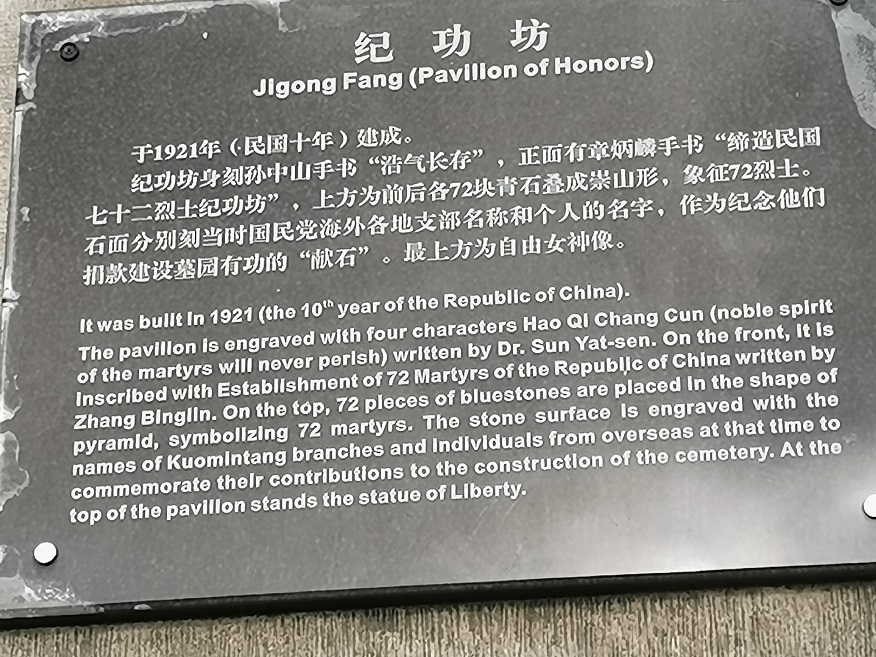 纪功坊
Jigong Fang (Pavilion of Honors)
于1921年（民国十年）建成。
纪功坊身刻孙中山手书“浩气长存”，正面有章炳麟手书“缔造民国
七十二烈士纪功坊”，上方为前后各72块青石叠成崇山形，象征72烈士。
石面分别刻当时国民党海外各地支部名称和个人的名字，作为纪念他们
捐款建设墓园有功的“献石”。最上方为自由女神像。
It was built in 1921 (the 10th year of the Republic of China).
The pavilion is engraved with four characters Hao Qi Chang Cun (noble spirit
of the martyrs will never perish) written by Dr. Sun Yat-sen. On the front, it is
inscribed with Establishment of 72 Martyrs of the Republic of China written by
Zhang Binglin. On the top, 72 pieces of bluestones are placed in the shape of
pyramid, symbolizing 72 martyrs. The stone surface is engraved with the
names of Kuomintang branches and individuals from overseas at that time to
commemorate their contributions to the construction of the cemetery. At the
top of the pavilion stands the statue of Liberty.